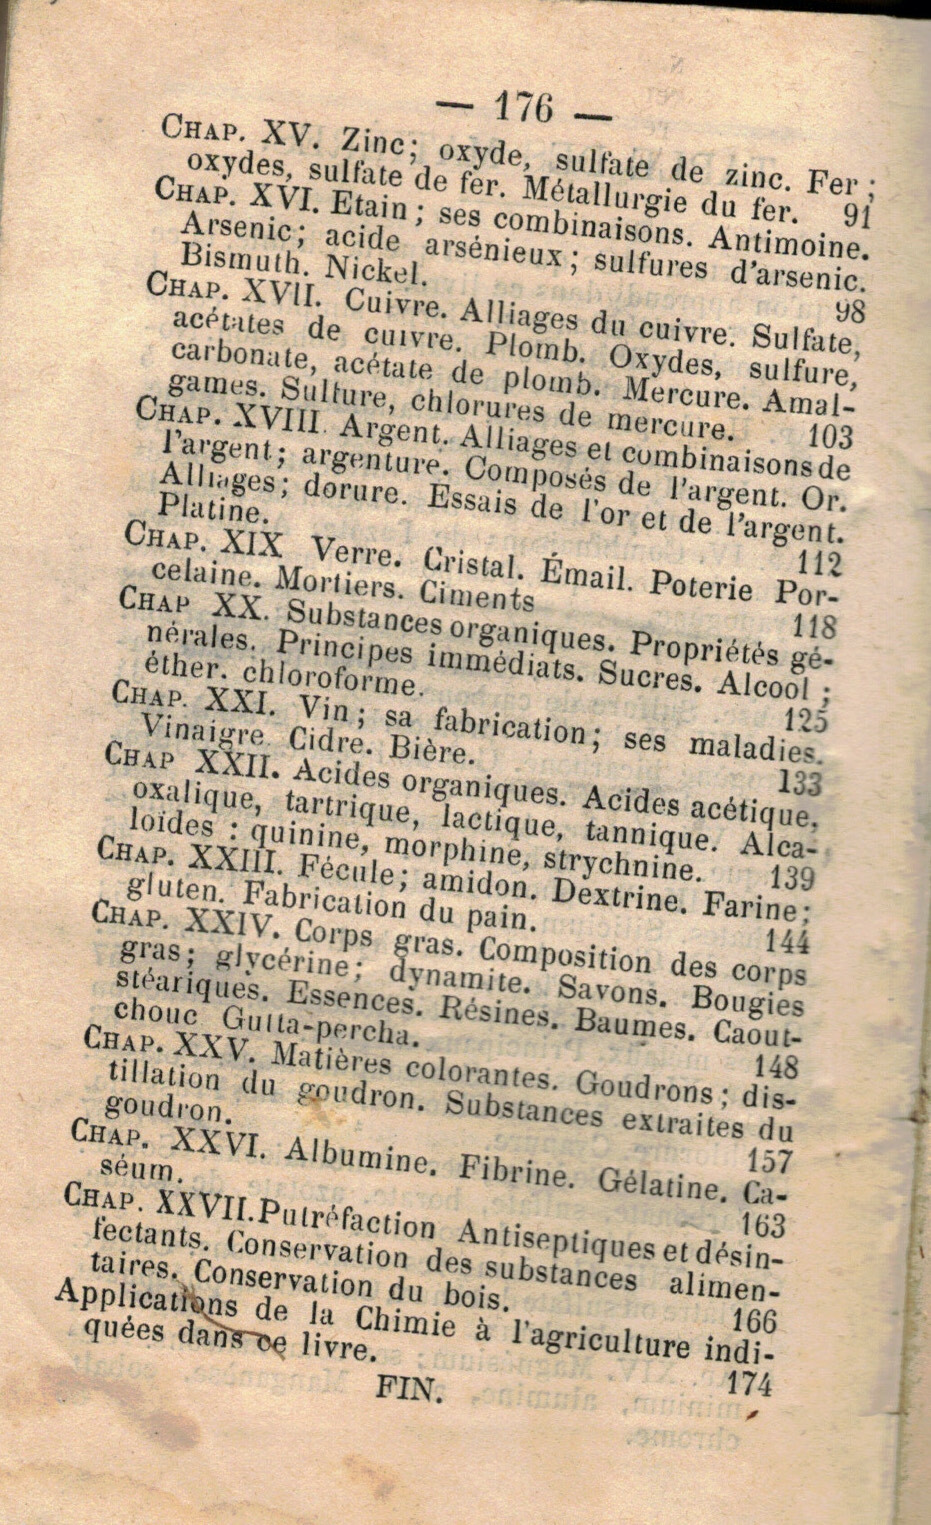 — 176 —
CHAP. XV. Zinc; oxyde, sulfate de zinc. Fer;
oxydes, sulfate de fer. Métallurgie du fer. 91
CHAP. XVI. Etain; ses combinaisons. Antimoine.
Arsenic; acide arsénieux; sulfures d'arsenic.
Bismuth. Nickel. 98
CHAP. XVII. Cuivre. Alliages du cuivre. Sulfate,
acétates de cuivre. Plomb. Oxydes, sulfure,
carbonate, acétate de plomb. Mercure. Amal-
games. Sulfure, chlorures de mercure. 103
CHAP. XVIII. Argent. Alliages et combinaisons de
l'argent; argenture. Composés de l'argent. Or.
Alliages; dorure. Essais de l'or et de l'argent.
Platine. 112
CHAP. XIX Verre. Cristal. Émail. Poterie Por-
celaine. Mortiers. Ciments 118
CHAP XX. Substances organiques. Propriétés gé-
nérales. Principes immédiats. Sucres. Alcool;
éther. chloroforme. 125
CHAP. XXI. Vin; sa fabrication; ses maladies.
Vinaigre. Cidre. Bière. 133
CHAP XXII. Acides organiques. Acides acétique,
oxalique, tartrique, lactique, tannique. Alca-
loïdes: quinine, morphine, strychnine. 139
CHAP. XXIII. Fécule; amidon. Dextrine. Farine;
gluten. Fabrication du pain. 144
CHAP. XXIV. Corps gras. Composition des corps
gras; glycérine; dynamite. Savons. Bougies
stéariques. Essences. Résines. Baumes. Caout-
chouc Gutta-percha. 148
CHAP. XXV. Matières colorantes. Goudrons; dis-
tillation du goudron. Substances extraites du
goudron. 157
CHAP. XXVI. Albumine. Fibrine. Gélatine. Ca-
séum. 163
CHAP. XXVII. Putréfaction Antiseptiques et désin-
fectants. Conservation des substances alimen-
taires. Conservation du bois. 166
Applications de la Chimie à l'agriculture indi-
quées dans ce livre. 174
FIN.